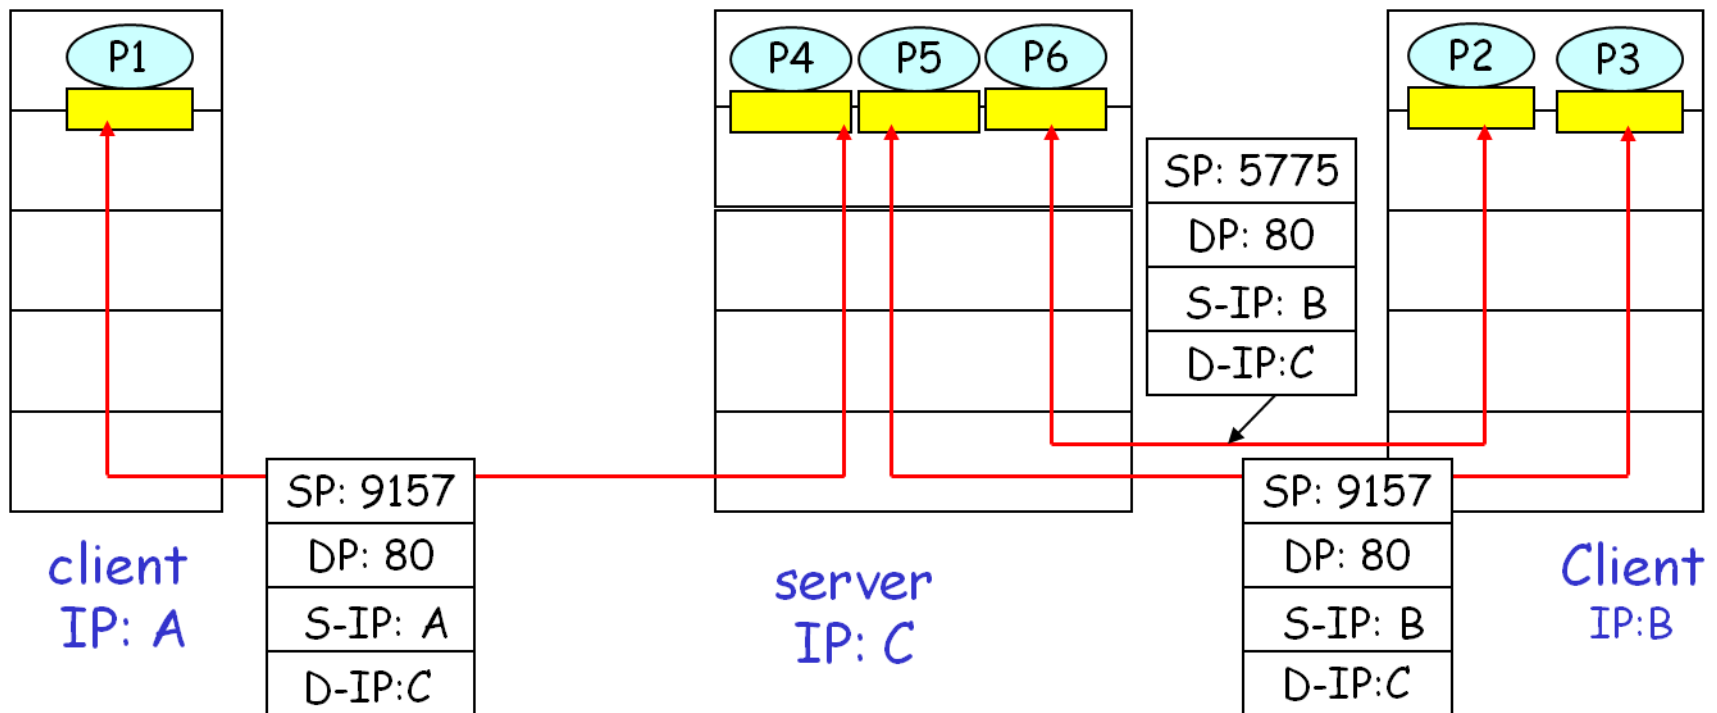 P1
P4
P5
P6
P2
P3
SP: 5775
DP: 80
S-IP: B
D-IP:C
SP: 9157
DP: 80
S-IP: A
D-IP:C
SP: 9157
DP: 80
S-IP: B
D-IP:C
client
IP: A
server
IP: C
Client
IP:B